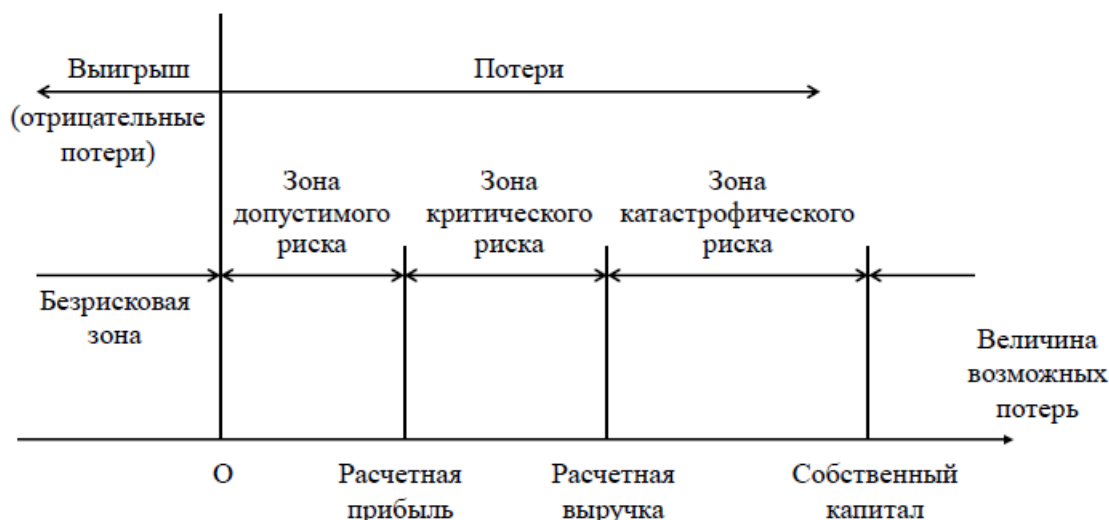 Выигрыш
Потери
(отрицательные
потери)
Зона
допустимого
риска
Зона
критического
риска
Зона
катастрофического
риска
Безрисковая
зона
Величина
возможных
потерь
О
Расчетная
прибыль
Расчетная
выручка
Собственный
капитал